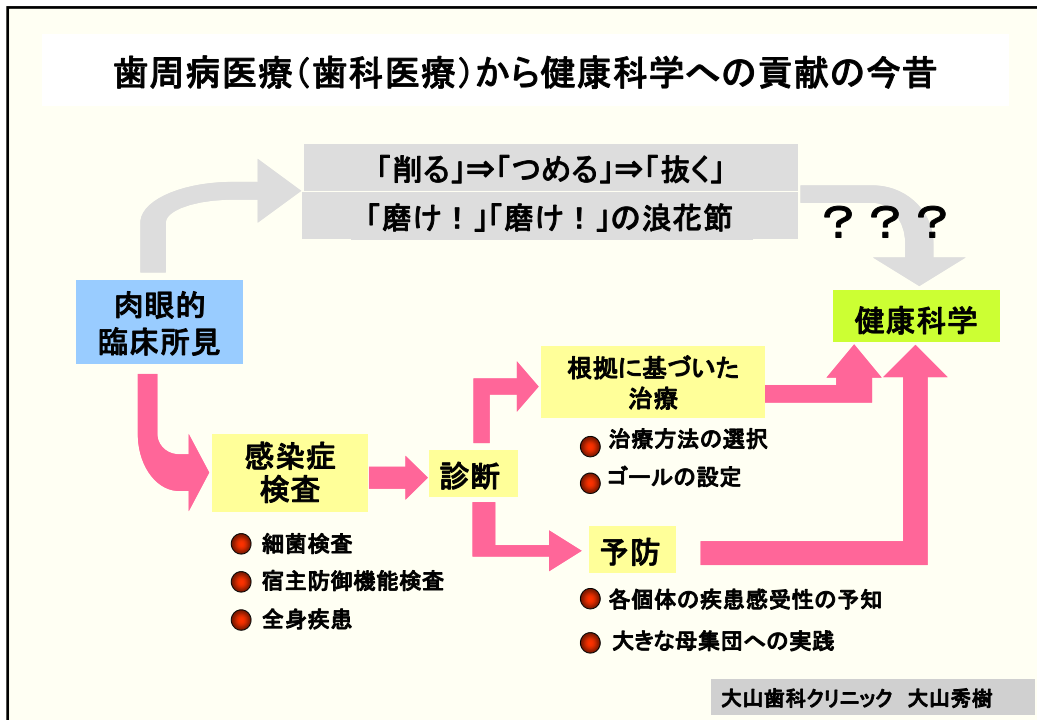 歯周病医療(歯科医療)から健康科学への貢献の今昔
「削る」⇒「つめる」⇒「抜く」
「磨け！」「磨け！」の浪花節
？？？
肉眼的
臨床所見
健康科学
根拠に基づいた
治療
治療方法の選択
ゴールの設定
感染症
検査
診断
細菌検査
宿主防御機能検査
全身疾患
予防
各個体の疾患感受性の予知
大きな母集団への実践
大山歯科クリニック 大山秀樹